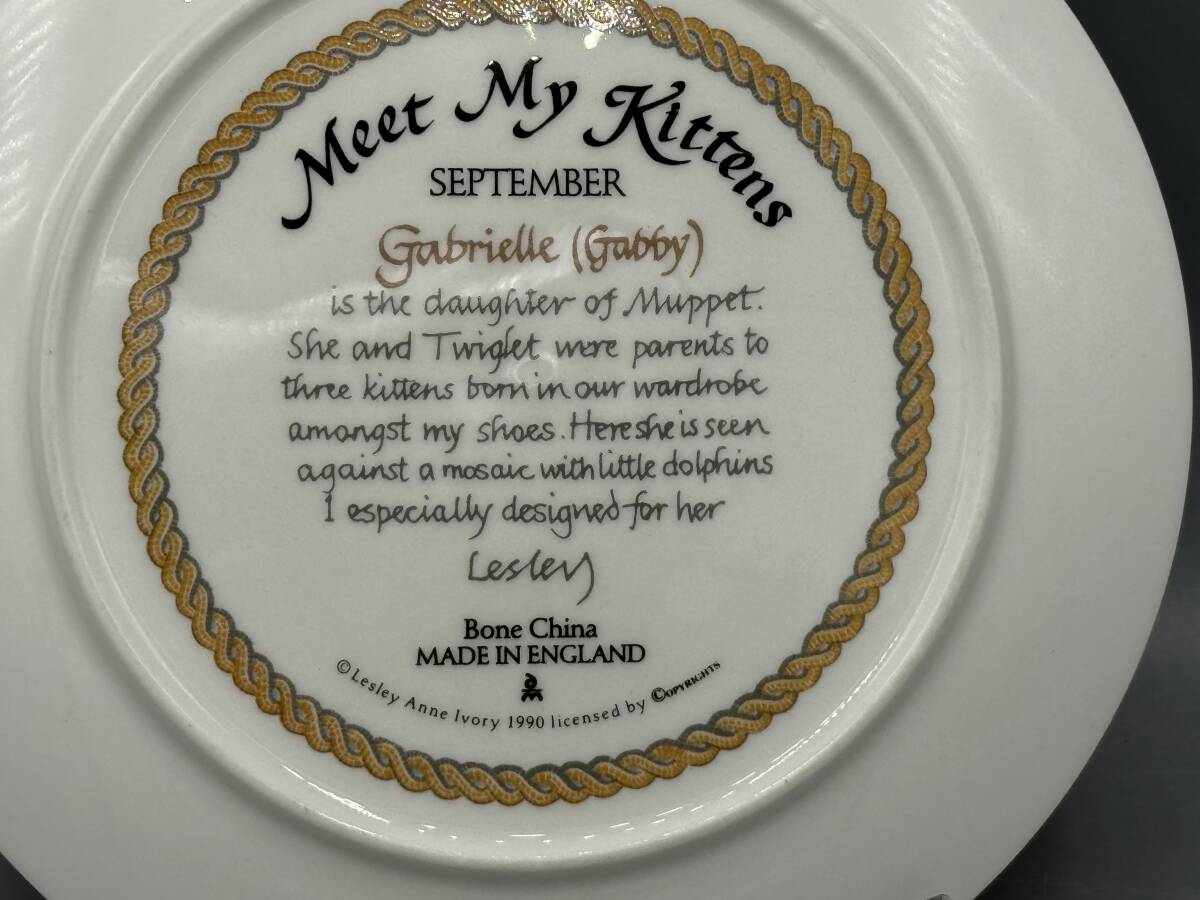 Meet My Kittens
SEPTEMBER
Gabrielle (Gabby)
is the daughter of Muppet.
She and Twiglet were parents to
three kittens born in our wardrobe
amongst my shoes. Here she is seen
against a mosaic with little dolphins
I especially designed for her
Lesley
Bone China
MADE IN ENGLAND
© Lesley Anne Ivory 1990 licensed by ©OPYRIGHTS